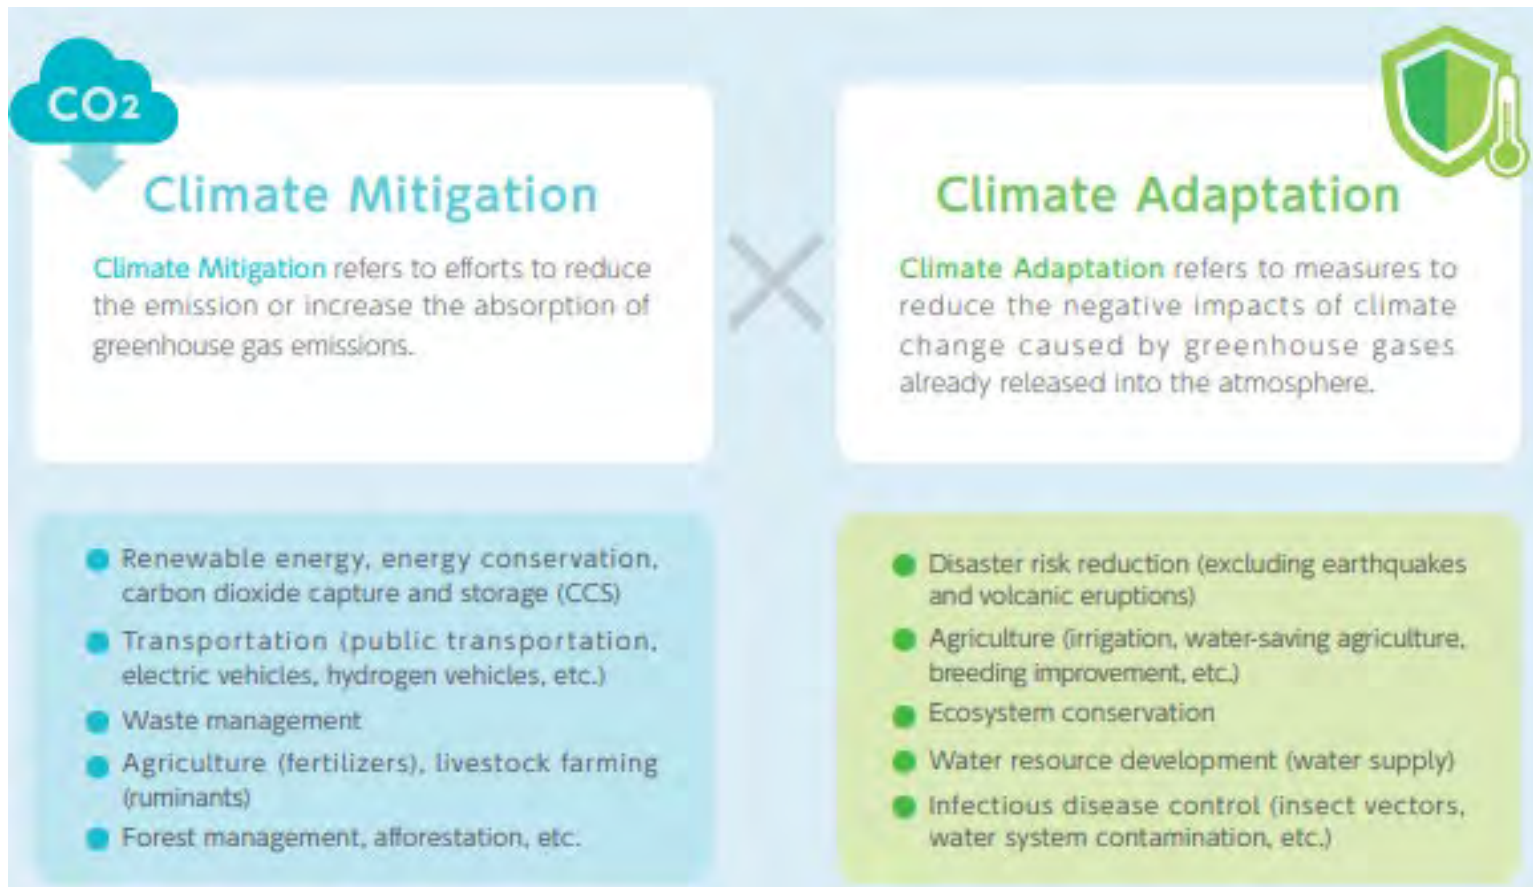 CO2
Climate Mitigation
Climate Mitigation refers to efforts to reduce
the emission or increase the absorption of
greenhouse gas emissions.
Climate Adaptation
Climate Adaptation refers to measures to
reduce the negative impacts of climate
change caused by greenhouse gases
already released into the atmosphere.
Renewable energy, energy conservation,
carbon dioxide capture and storage (CCS)
Transportation (public transportation,
electric vehicles, hydrogen vehicles, etc.)
Waste management
Agriculture (fertilizers), livestock farming
(ruminants)
Forest management, afforestation, etc.
Disaster risk reduction (excluding earthquakes
and volcanic eruptions)
Agriculture (irrigation, water-saving agriculture,
breeding improvement, etc.)
Ecosystem conservation
Water resource development (water supply)
Infectious disease control (insect vectors,
water system contamination, etc.)